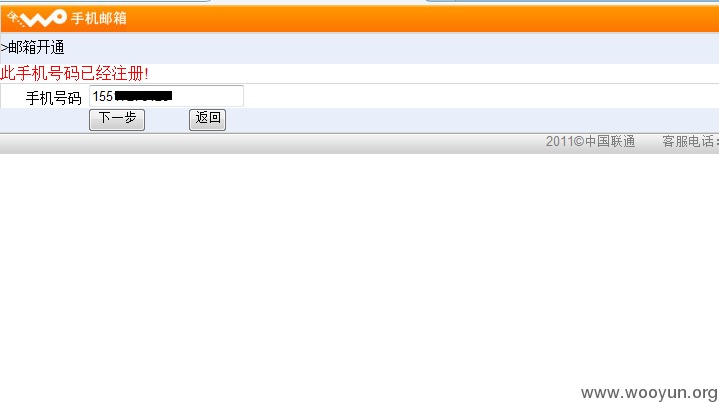 WO 手机邮箱
>邮箱开通
此手机号码已经注册!
手机号码 155
下一步 返回
2011©中国联通 客服电话:
www.wooyun.org